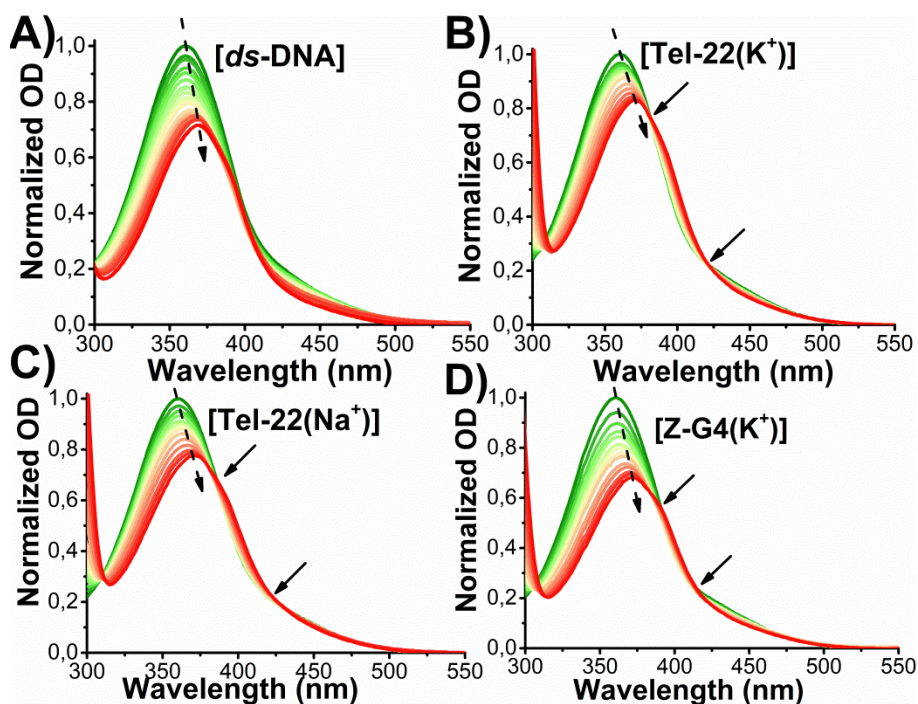 A)
[ds-DNA]
Normalized OD
1,0
0,8
0,6
0,4
0,2
0,0
300 350 400 450 500 550
Wavelength (nm)
B)
[Tel-22(K⁺)]
Normalized OD
1,0
0,8
0,6
0,4
0,2
0,0
300 350 400 450 500 550
Wavelength (nm)
C)
[Tel-22(Na⁺)]
Normalized OD
1,0
0,8
0,6
0,4
0,2
0,0
300 350 400 450 500 550
Wavelength (nm)
D)
[Z-G4(K⁺)]
Normalized OD
1,0
0,8
0,6
0,4
0,2
0,0
300 350 400 450 500 550
Wavelength (nm)